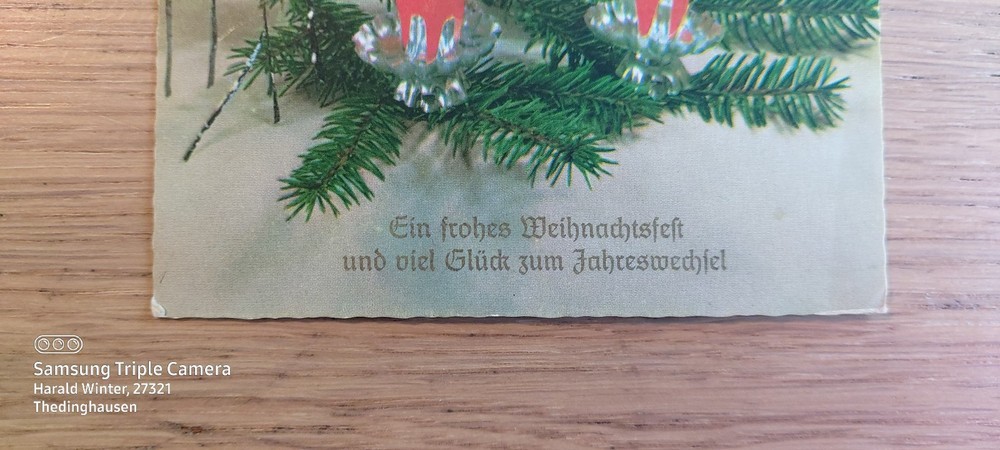 Ein frohes Weihnachtsfest
und viel Glück zum Jahreswechsel
Samsung Triple Camera
Harald Winter, 27321
Thedinghausen